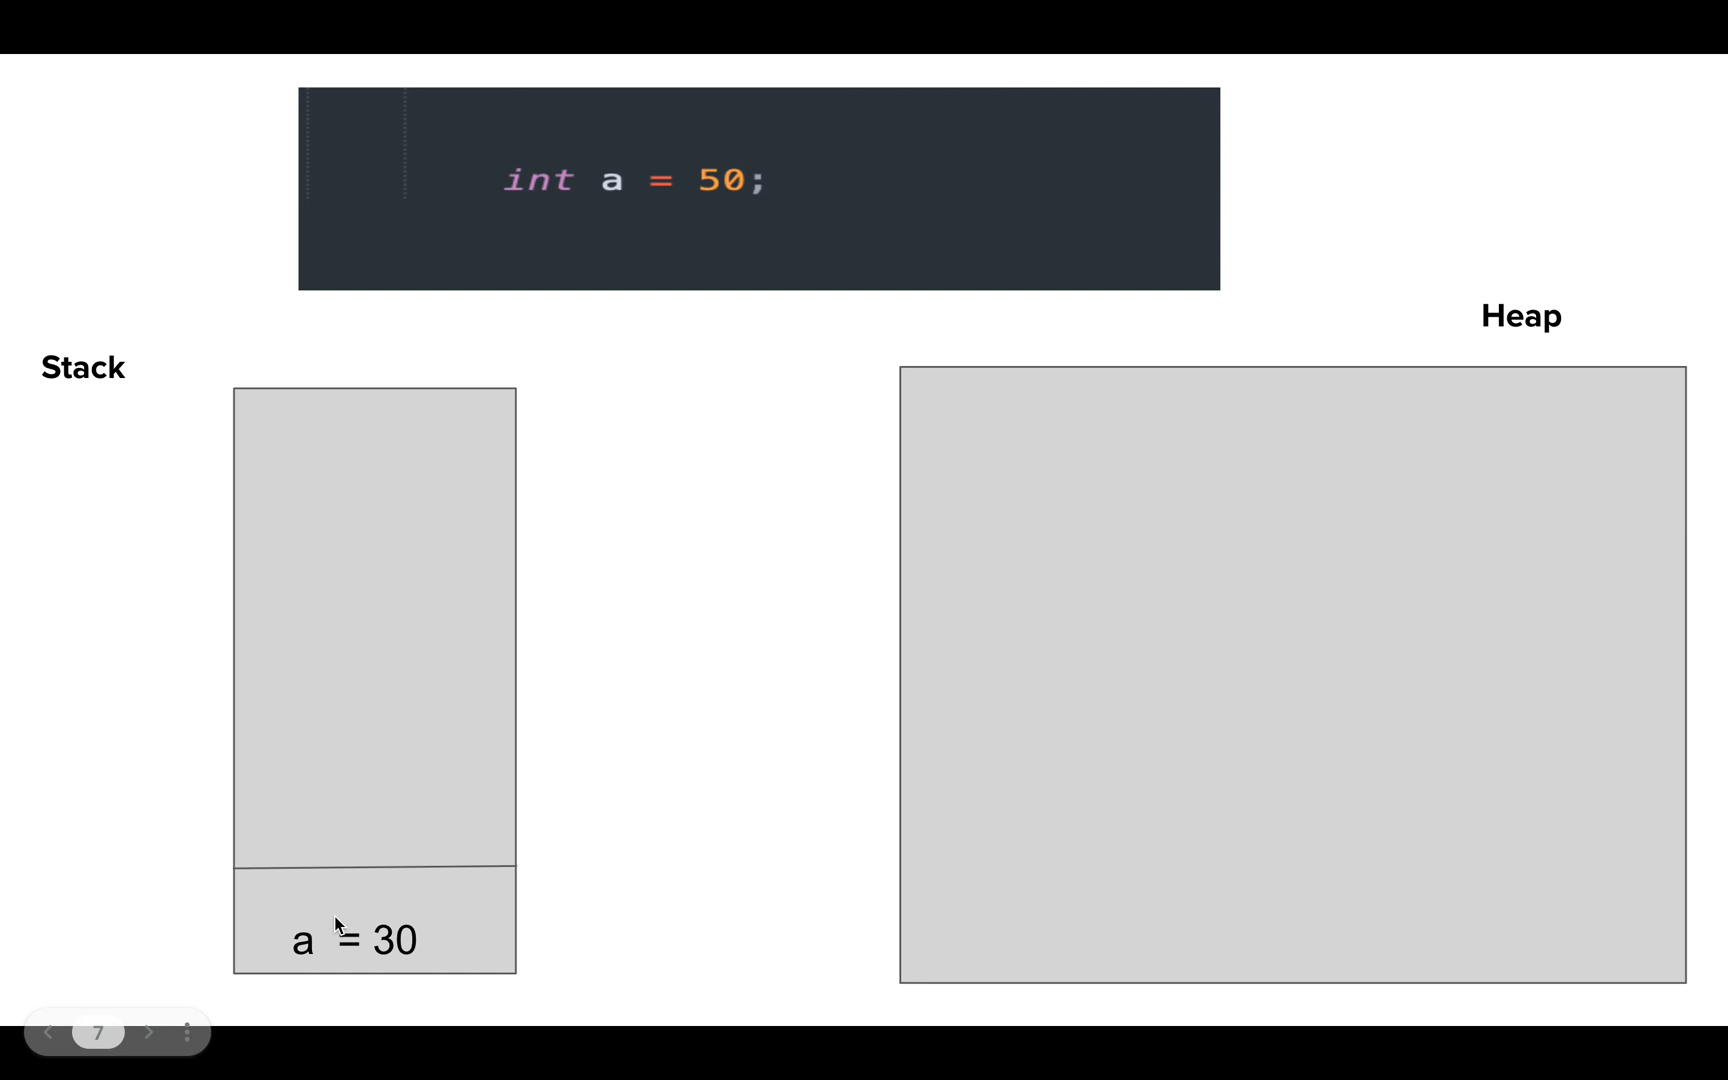 int a = 50;
Heap
Stack
a = 30
7